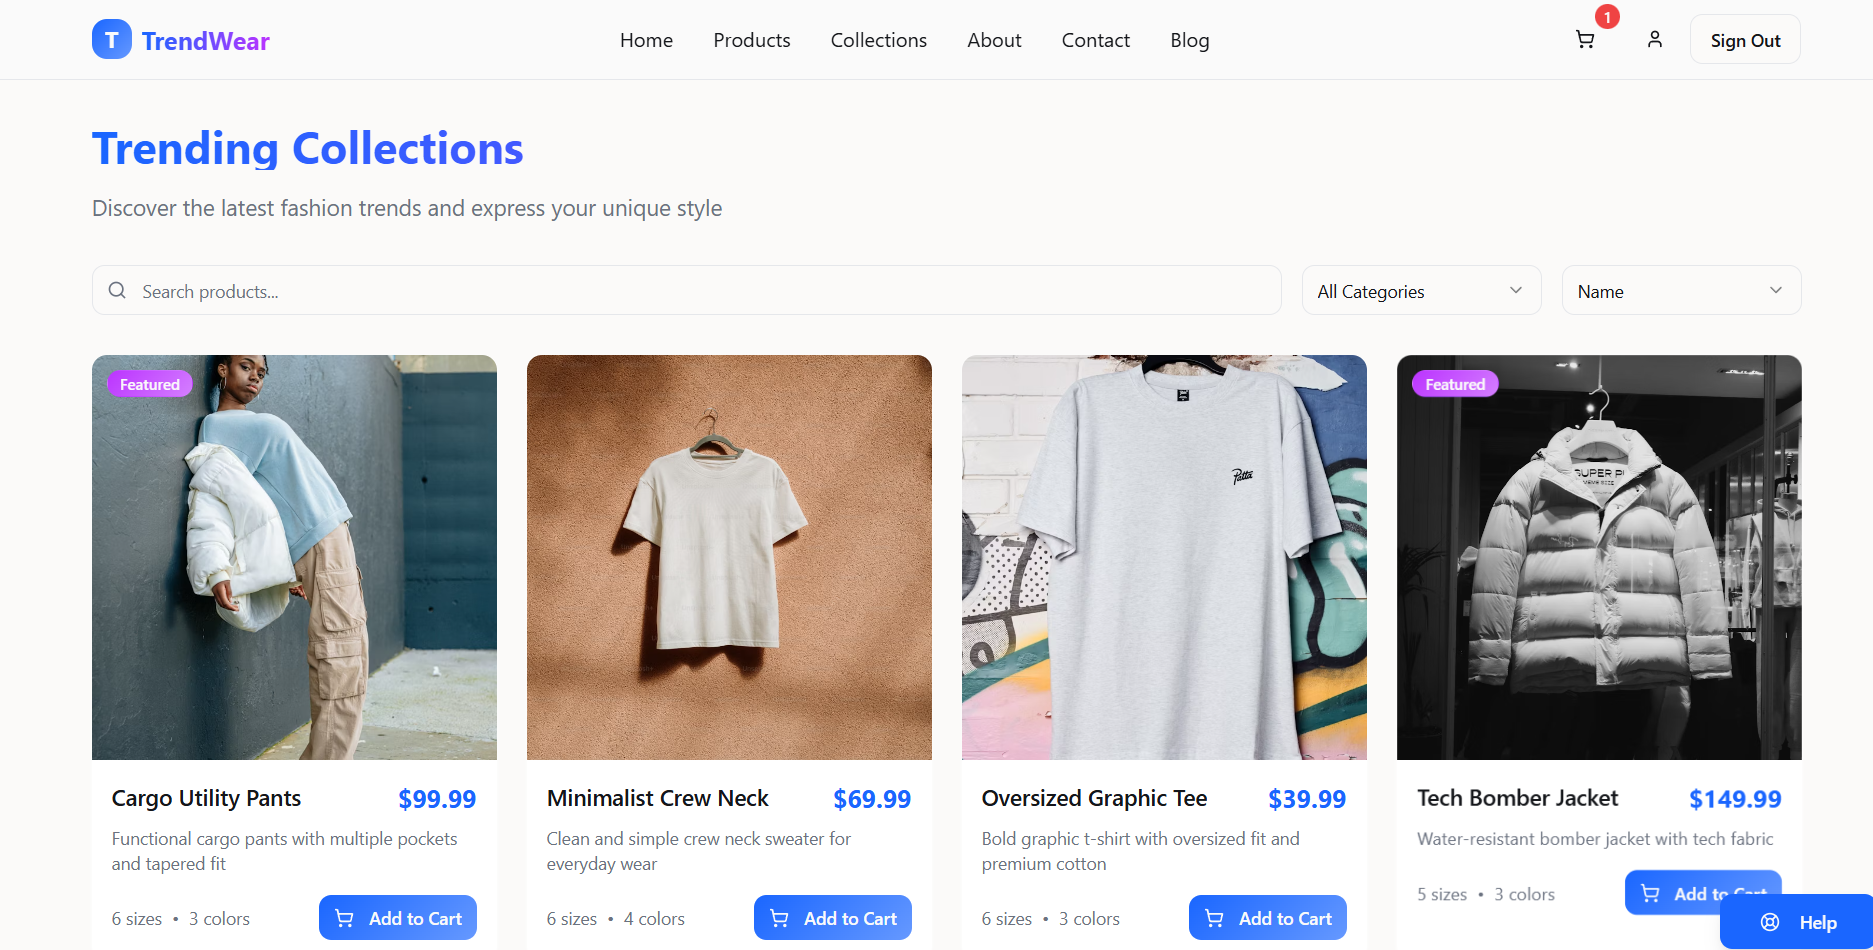 T TrendWear
Home Products Collections About Contact Blog
1
Sign Out
Trending Collections
Discover the latest fashion trends and express your unique style
Search products...
All Categories
Name
Featured
Patta
Featured
SUPER
Cargo Utility Pants $99.99
Functional cargo pants with multiple pockets
and tapered fit
6 sizes • 3 colors Add to Cart
Minimalist Crew Neck $69.99
Clean and simple crew neck sweater for
everyday wear
6 sizes • 4 colors Add to Cart
Oversized Graphic Tee $39.99
Bold graphic t-shirt with oversized fit and
premium cotton
6 sizes • 3 colors Add to Cart
Tech Bomber Jacket $149.99
Water-resistant bomber jacket with tech fabric
5 sizes • 3 colors Add to Cart
Help